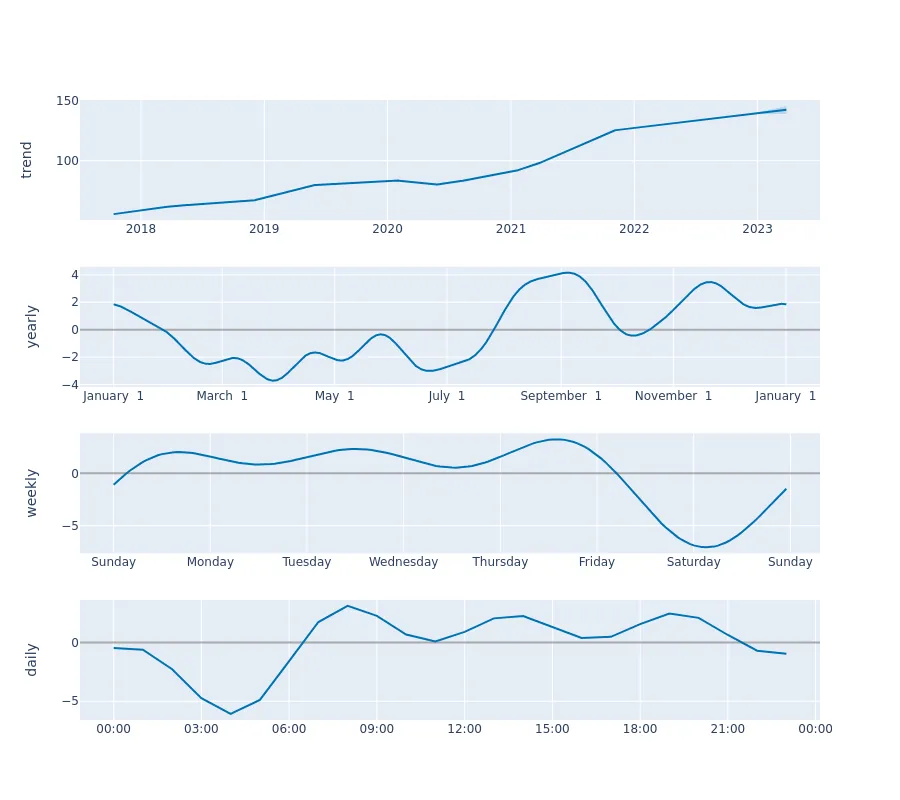 trend
150
100
2018 2019 2020 2021 2022 2023
yearly
4
2
0
−2
−4
January 1 March 1 May 1 July 1 September 1 November 1 January 1
weekly
0
−5
Sunday Monday Tuesday Wednesday Thursday Friday Saturday Sunday
daily
0
−5
00:00 03:00 06:00 09:00 12:00 15:00 18:00 21:00 00:00